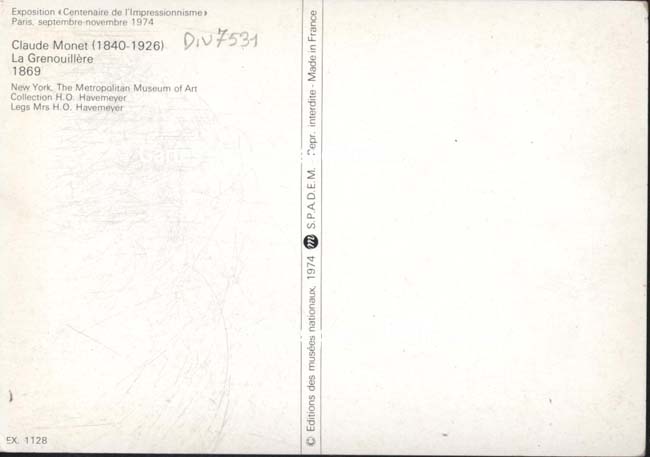 Exposition «Centenaire de l'Impressionnisme»
Paris, septembre-novembre 1974
Claude Monet (1840-1926)
Div 7531
La Grenouillère
1869
New York, The Metropolitan Museum of Art
Collection H.O. Havemeyer
Legs Mrs H.O. Havemeyer
© Editions des musées nationaux, 1974 m S.P.A.D.E.M. Repr. interdite - Made in France
EX. 1128